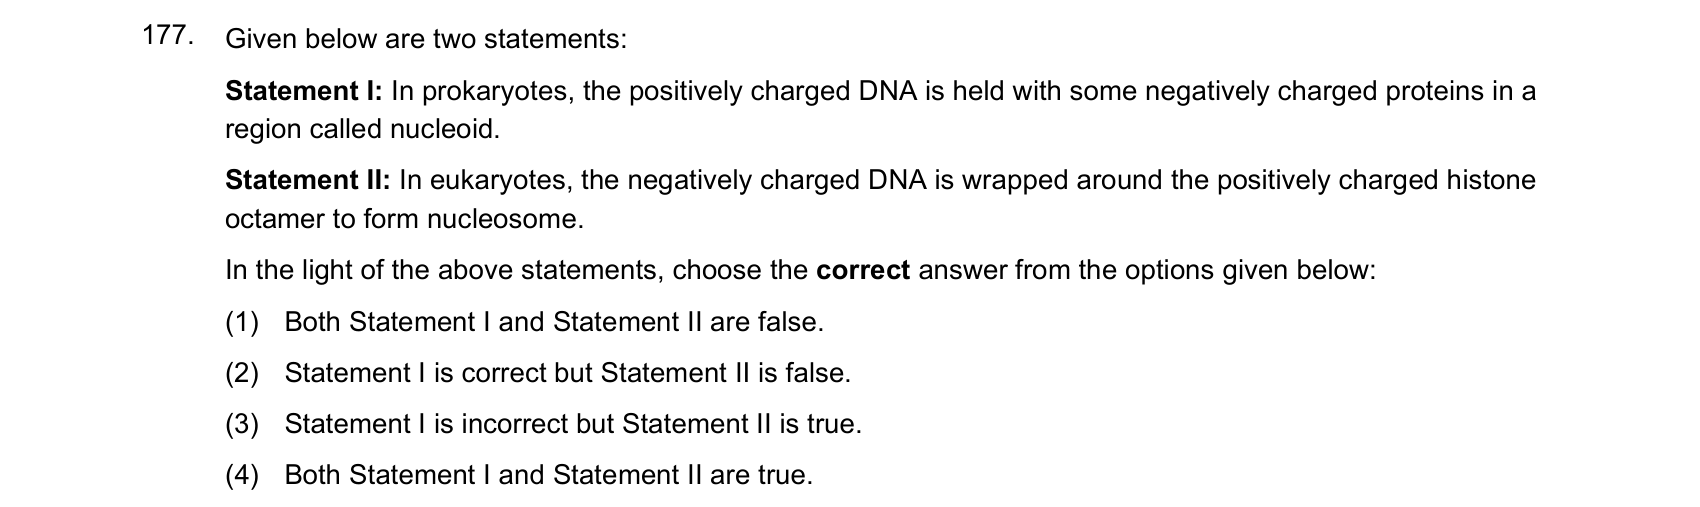 177. Given below are two statements:
Statement I: In prokaryotes, the positively charged DNA is held with some negatively charged proteins in a
region called nucleoid.
Statement II: In eukaryotes, the negatively charged DNA is wrapped around the positively charged histone
octamer to form nucleosome.
In the light of the above statements, choose the correct answer from the options given below:
(1) Both Statement I and Statement II are false.
(2) Statement I is correct but Statement II is false.
(3) Statement I is incorrect but Statement II is true.
(4) Both Statement I and Statement II are true.